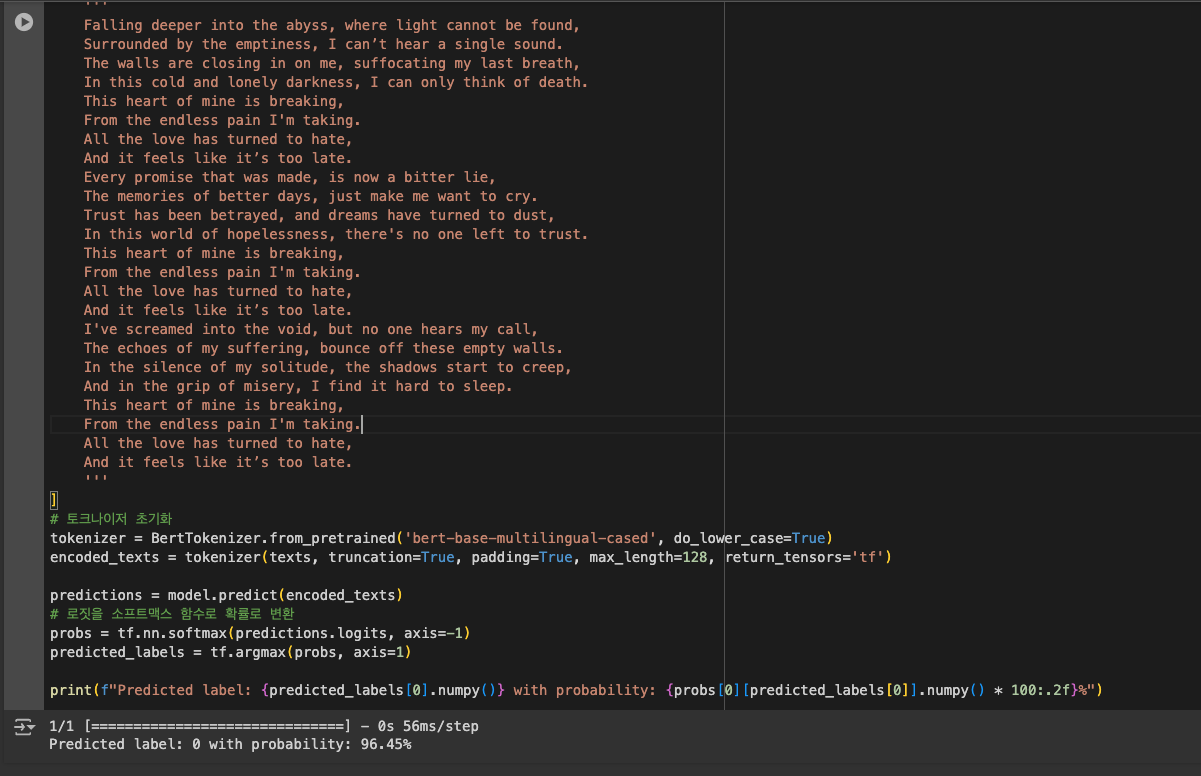 '''
Falling deeper into the abyss, where light cannot be found,
Surrounded by the emptiness, I can’t hear a single sound.
The walls are closing in on me, suffocating my last breath,
In this cold and lonely darkness, I can only think of death.
This heart of mine is breaking,
From the endless pain I'm taking.
All the love has turned to hate,
And it feels like it’s too late.
Every promise that was made, is now a bitter lie,
The memories of better days, just make me want to cry.
Trust has been betrayed, and dreams have turned to dust,
In this world of hopelessness, there's no one left to trust.
This heart of mine is breaking,
From the endless pain I'm taking.
All the love has turned to hate,
And it feels like it’s too late.
I've screamed into the void, but no one hears my call,
The echoes of my suffering, bounce off these empty walls.
In the silence of my solitude, the shadows start to creep,
And in the grip of misery, I find it hard to sleep.
This heart of mine is breaking,
From the endless pain I'm taking.
All the love has turned to hate,
And it feels like it’s too late.
'''
]
# 토크나이저 초기화
tokenizer = BertTokenizer.from_pretrained('bert-base-multilingual-cased', do_lower_case=True)
encoded_texts = tokenizer(texts, truncation=True, padding=True, max_length=128, return_tensors='tf')
predictions = model.predict(encoded_texts)
# 로짓을 소프트맥스 함수로 확률로 변환
probs = tf.nn.softmax(predictions.logits, axis=-1)
predicted_labels = tf.argmax(probs, axis=1)
print(f"Predicted label: {predicted_labels[0].numpy()} with probability: {probs[0][predicted_labels[0]].numpy() * 100:.2f}%")
1/1 [==============================] - 0s 56ms/step
Predicted label: 0 with probability: 96.45%